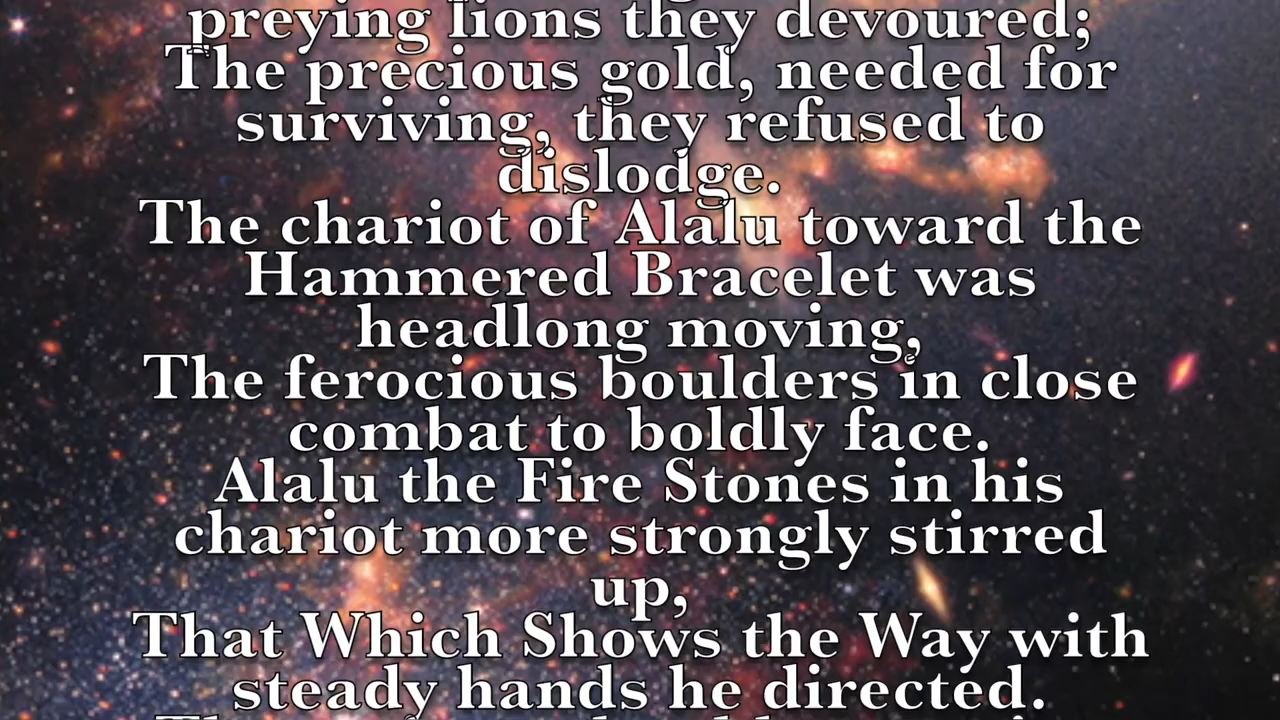 preying lions they devoured;
The precious gold, needed for
surviving, they refused to
dislodge.
The chariot of Alalu toward the
Hammered Bracelet was
headlong moving,
The ferocious boulders in close
combat to boldly face.
Alalu the Fire Stones in his
chariot more strongly stirred
up,
That Which Shows the Way with
steady hands he directed.